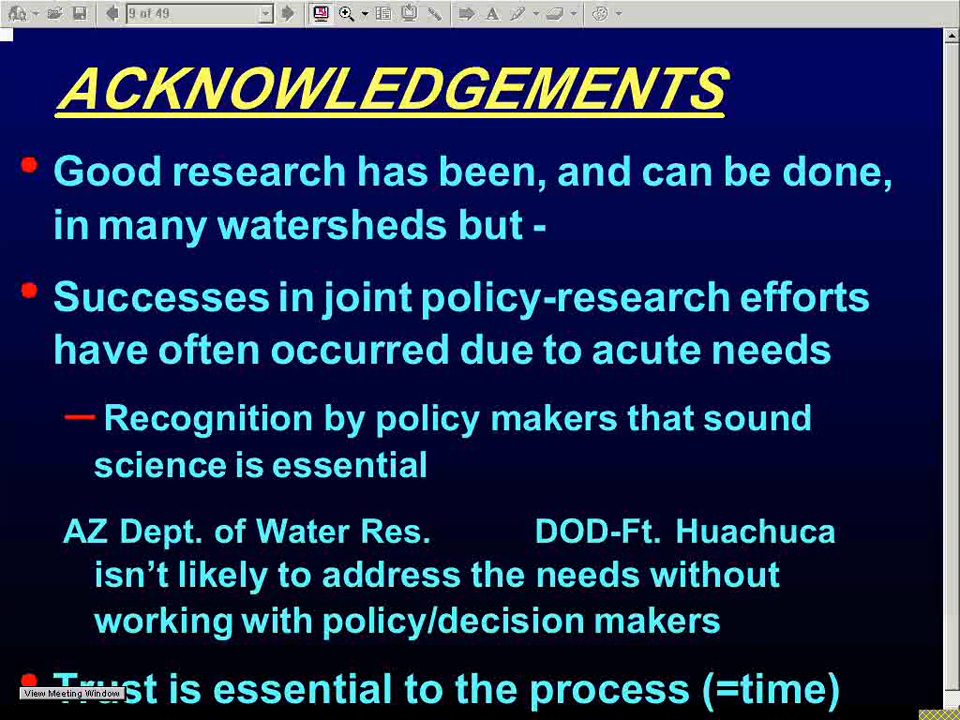 9 of 49
ACKNOWLEDGEMENTS
• Good research has been, and can be done,
in many watersheds but -
• Successes in joint policy-research efforts
have often occurred due to acute needs
– Recognition by policy makers that sound
science is essential
AZ Dept. of Water Res. DOD-Ft. Huachuca
isn’t likely to address the needs without
working with policy/decision makers
• Trust is essential to the process (=time)
View Meeting Window